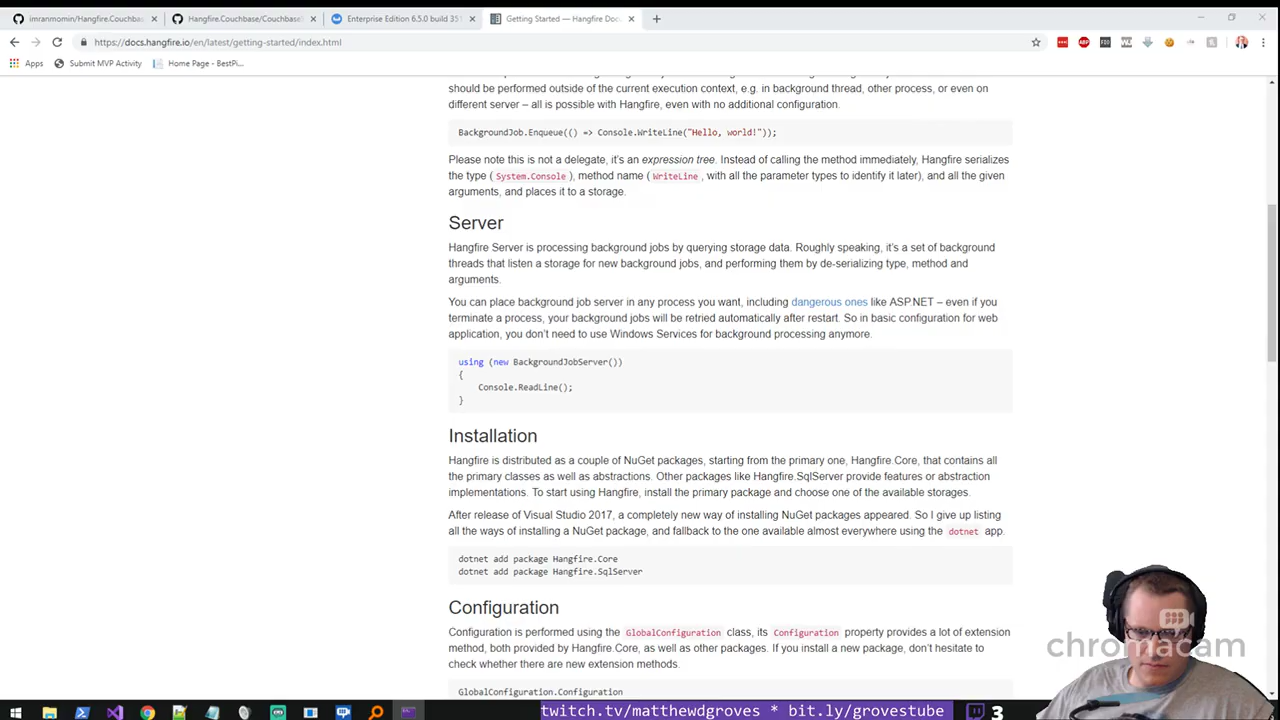 imranmomin/Hangfire.Couchba
Hangfire.Couchbase/Couchbase
Enterprise Edition 6.5.0 build 351
Getting Started — Hangfire Doc
https://docs.hangfire.io/en/latest/getting-started/index.html
Apps
Submit MVP Activity
Home Page - BestPl...
should be performed outside of the current execution context, e.g. in background thread, other process, or even on
different server – all is possible with Hangfire, even with no additional configuration.
BackgroundJob.Enqueue(() => Console.WriteLine("Hello, world!"));
Please note this is not a delegate, it's an expression tree. Instead of calling the method immediately, Hangfire serializes
the type ( System.Console ), method name ( WriteLine , with all the parameter types to identify it later), and all the given
arguments, and places it to a storage.
Server
Hangfire Server is processing background jobs by querying storage data. Roughly speaking, it's a set of background
threads that listen a storage for new background jobs, and performing them by de-serializing type, method and
arguments.
You can place background job server in any process you want, including dangerous ones like ASP.NET – even if you
terminate a process, your background jobs will be retried automatically after restart. So in basic configuration for web
application, you don't need to use Windows Services for background processing anymore.
using (new BackgroundJobServer())
{
Console.ReadLine();
}
Installation
Hangfire is distributed as a couple of NuGet packages, starting from the primary one, Hangfire.Core, that contains all
the primary classes as well as abstractions. Other packages like Hangfire.SqlServer provide features or abstraction
implementations. To start using Hangfire, install the primary package and choose one of the available storages.
After release of Visual Studio 2017, a completely new way of installing NuGet packages appeared. So I give up listing
all the ways of installing a NuGet package, and fallback to the one available almost everywhere using the dotnet app.
dotnet add package Hangfire.Core
dotnet add package Hangfire.SqlServer
Configuration
Configuration is performed using the GlobalConfiguration class, its Configuration property provides a lot of extension
method, both provided by Hangfire.Core, as well as other packages. If you install a new package, don't hesitate to
check whether there are new extension methods.
GlobalConfiguration.Configuration
chromacam
twitch.tv/matthewdgroves * bit.ly/grovestube
3